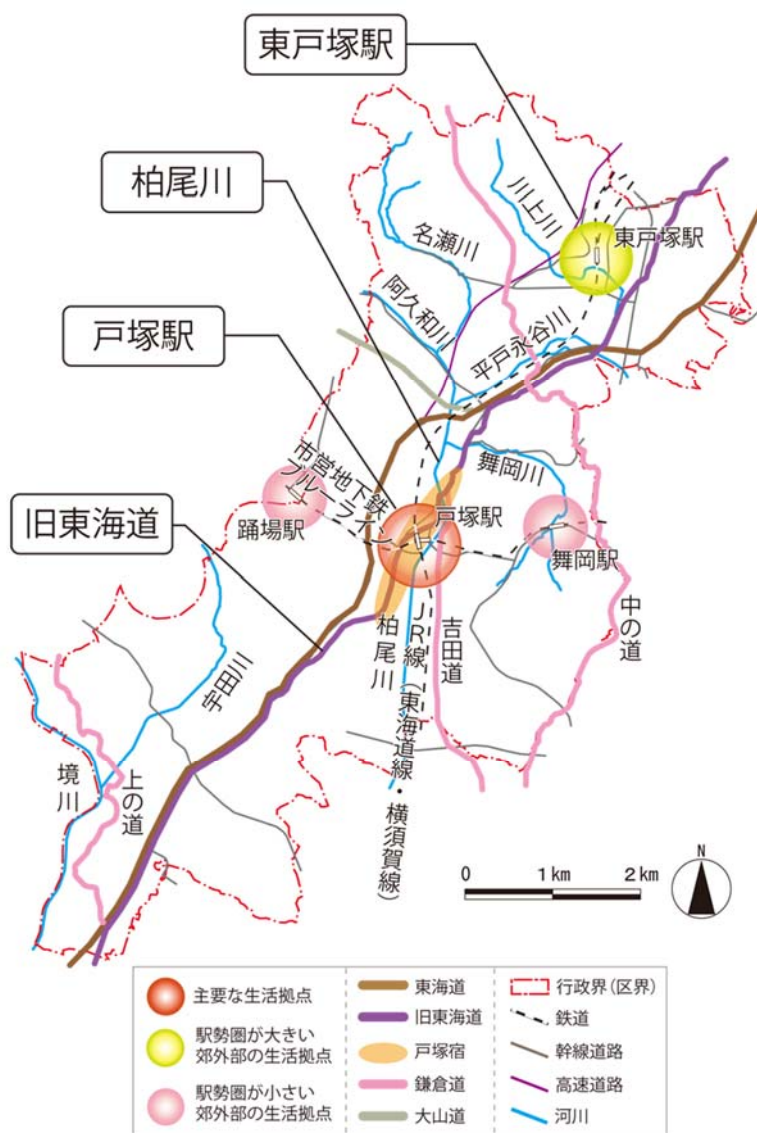 東戸塚駅
柏尾川
戸塚駅
旧東海道
川上川
東戸塚駅
名瀬川
阿久和川
平戸永谷川
市営地下鉄
ブルーライン
舞岡川
戸塚駅
踊場駅
舞岡駅
柏尾川
JR線（東海道線・横須賀線）
吉田道
中の道
宇田川
境川
上の道
0 1km 2km
N
主要な生活拠点
駅勢圏が大きい
郊外部の生活拠点
駅勢圏が小さい
郊外部の生活拠点
東海道
旧東海道
戸塚宿
鎌倉道
大山道
行政界（区界）
鉄道
幹線道路
高速道路
河川